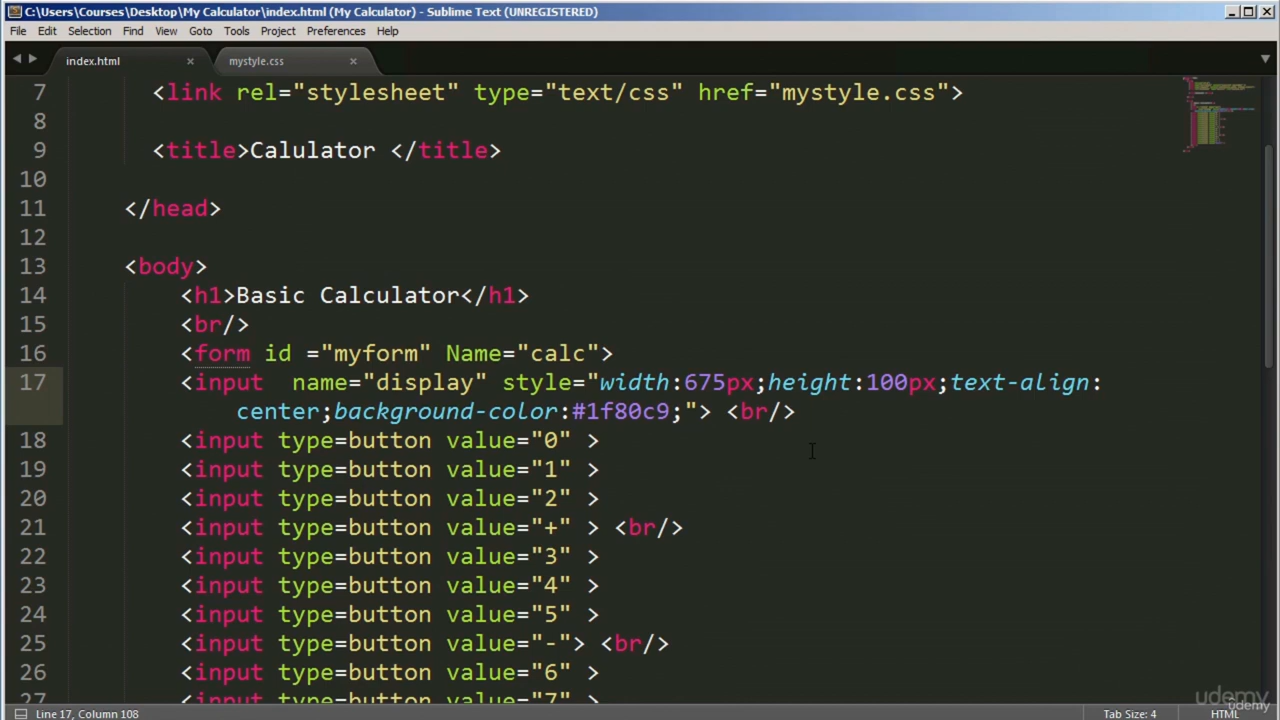 C:\Users\Courses\Desktop\My Calculator\index.html (My Calculator) - Sublime Text (UNREGISTERED)
File Edit Selection Find View Goto Tools Project Preferences Help
index.html × mystyle.css ×
7 <link rel="stylesheet" type="text/css" href="mystyle.css">
8
9 <title>Calulator </title>
10
11 </head>
12
13 <body>
14 <h1>Basic Calculator</h1>
15 <br/>
16 <form id ="myform" Name="calc">
17 <input  name="display" style="width:675px;height:100px;text-align:
center;background-color:#1f80c9;"> <br/>
18 <input type=button value="0" >
19 <input type=button value="1" >
20 <input type=button value="2" >
21 <input type=button value="+" > <br/>
22 <input type=button value="3" >
23 <input type=button value="4" >
24 <input type=button value="5" >
25 <input type=button value="-"> <br/>
26 <input type=button value="6" >
27 <input type=button value="7" >
udemy
Line 17, Column 108 Tab Size: 4 HTML
udemy